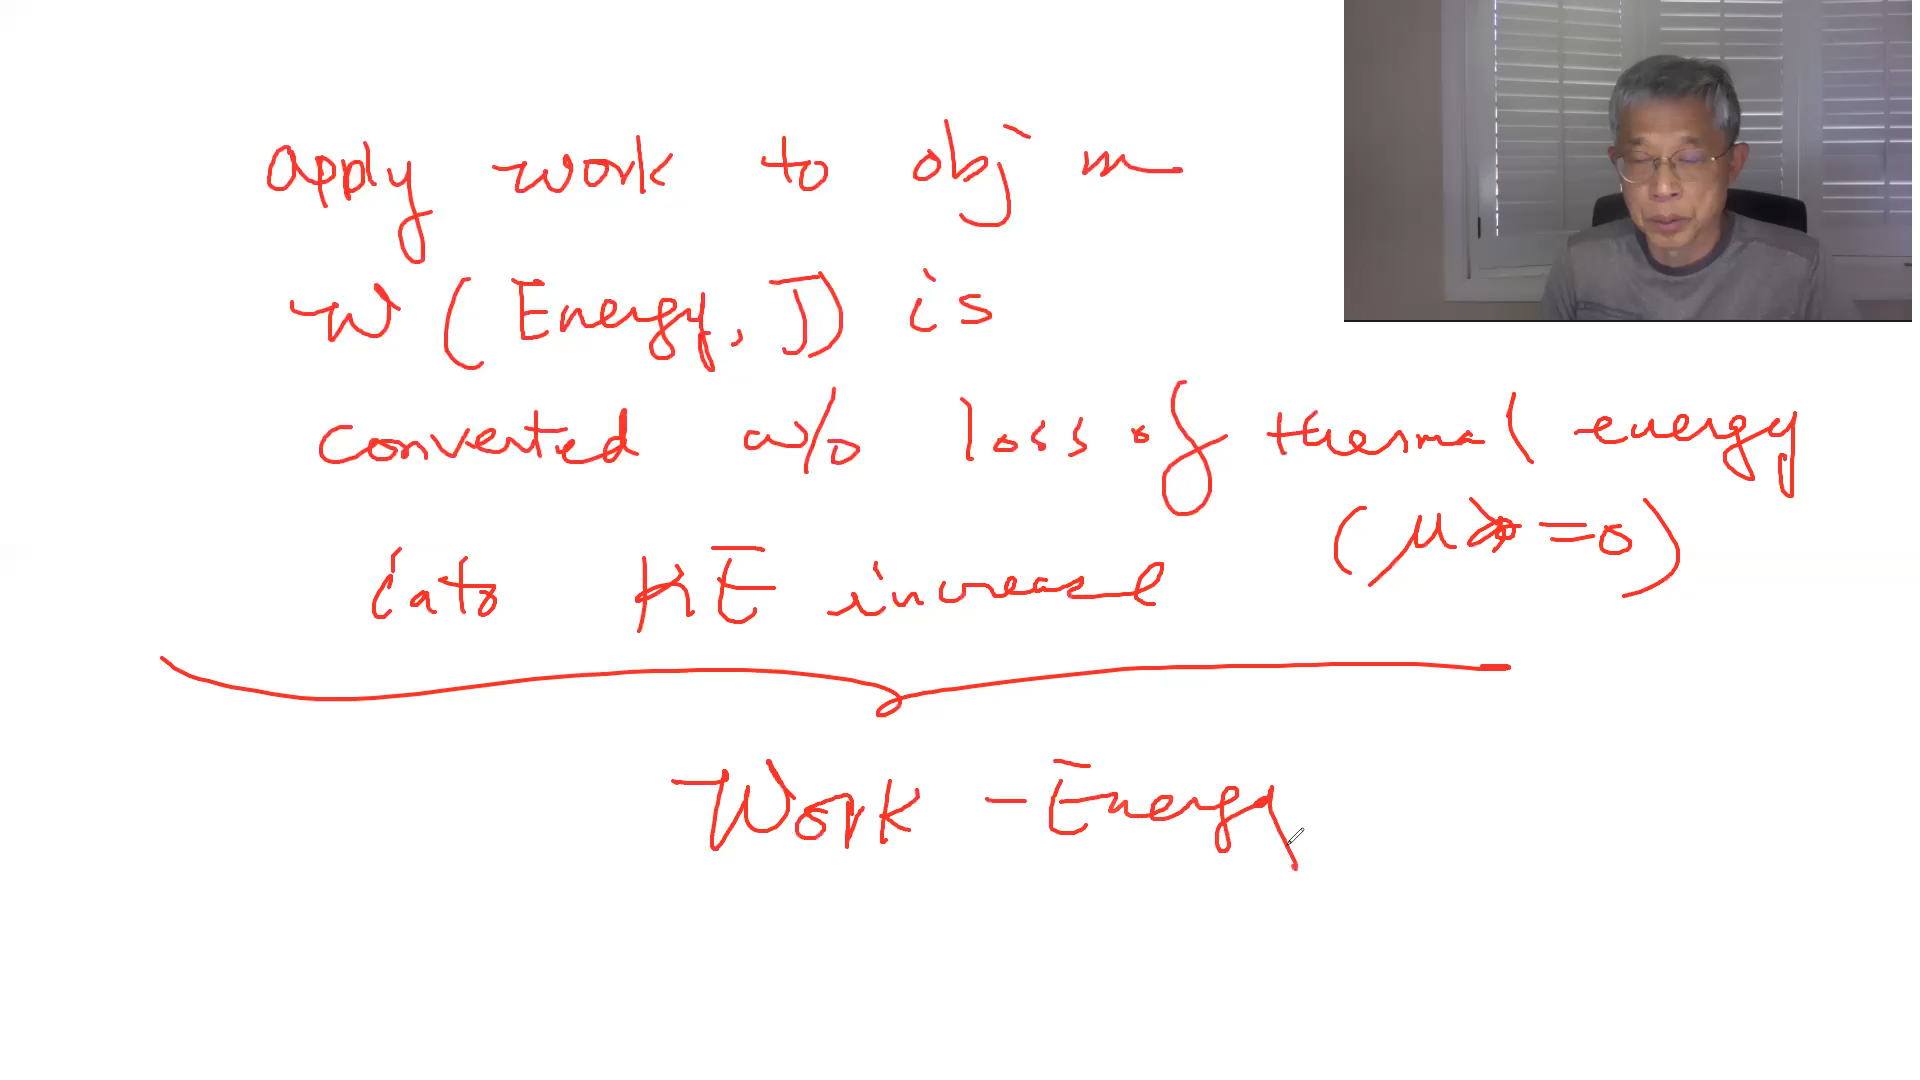 apply work to obj m
W (Energy, J) is
converted w/o loss of thermal energy
(μ = 0)
into KE increase
Work - Energy